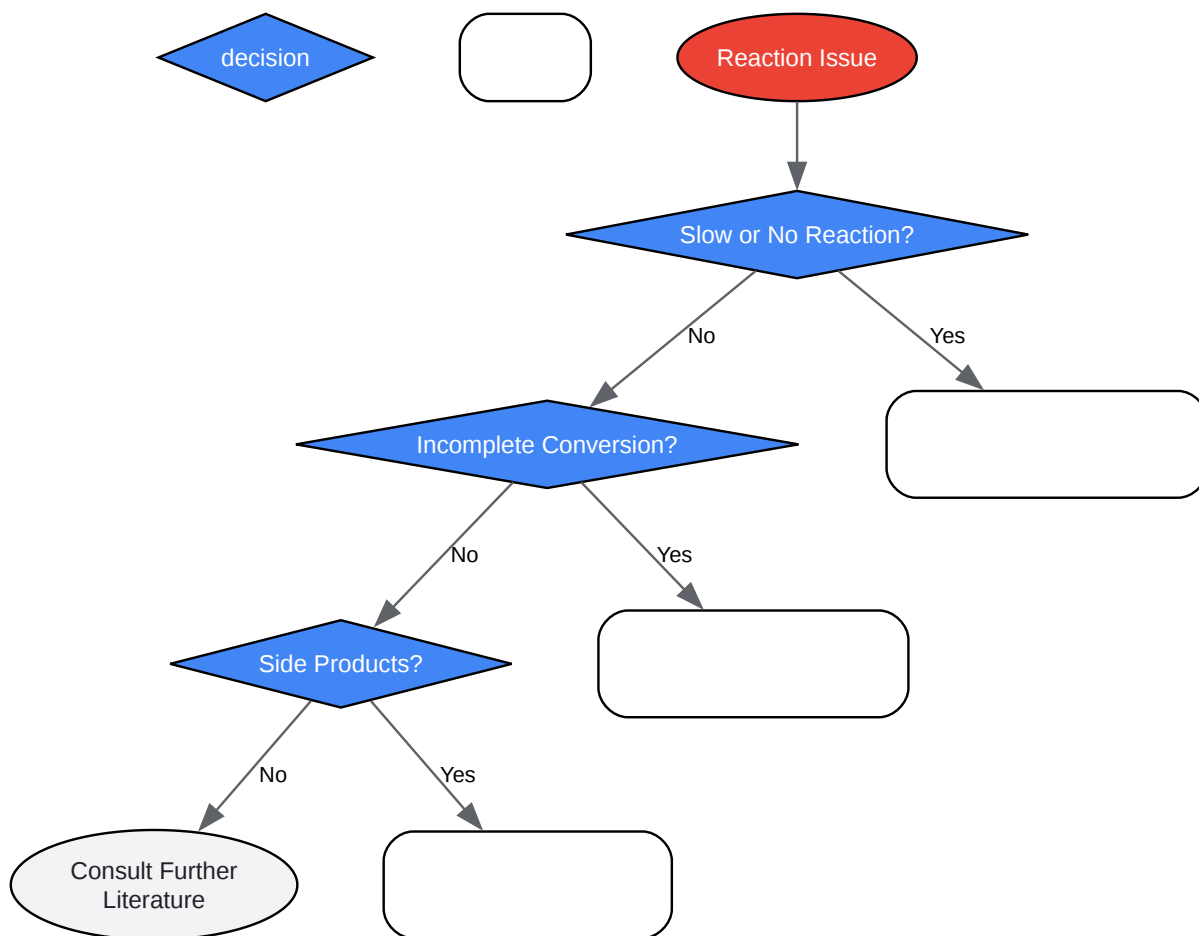 decision
Reaction Issue
Slow or No Reaction?
No
Yes
Incomplete Conversion?
No
Yes
Side Products?
No
Yes
Consult Further
Literature